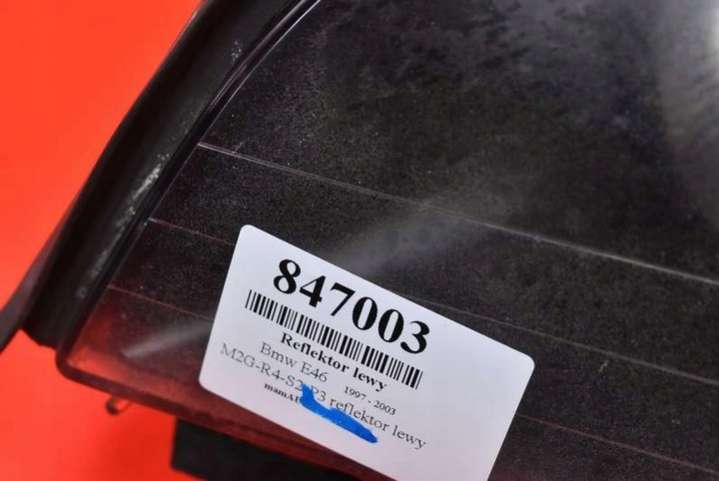 847003
Reflektor lewy
Bmw E46 1997 - 2003
M2G-R4-S2-P3 reflektor lewy